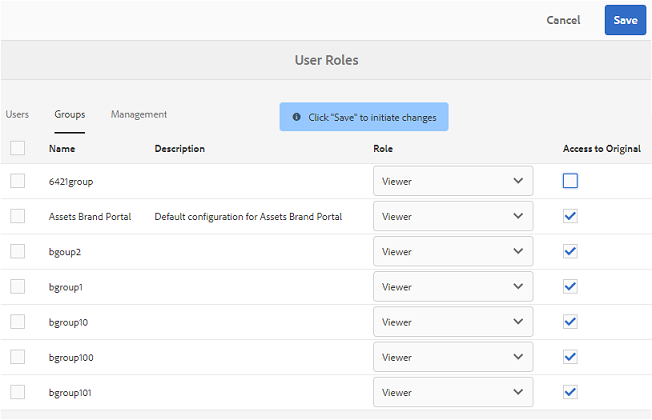 Cancel Save
User Roles
Users Groups Management
Click "Save" to initiate changes
Name Description Role Access to Original
6421group Viewer
Assets Brand Portal Default configuration for Assets Brand Portal Viewer
bgoup2 Viewer
bgroup1 Viewer
bgroup10 Viewer
bgroup100 Viewer
bgroup101 Viewer